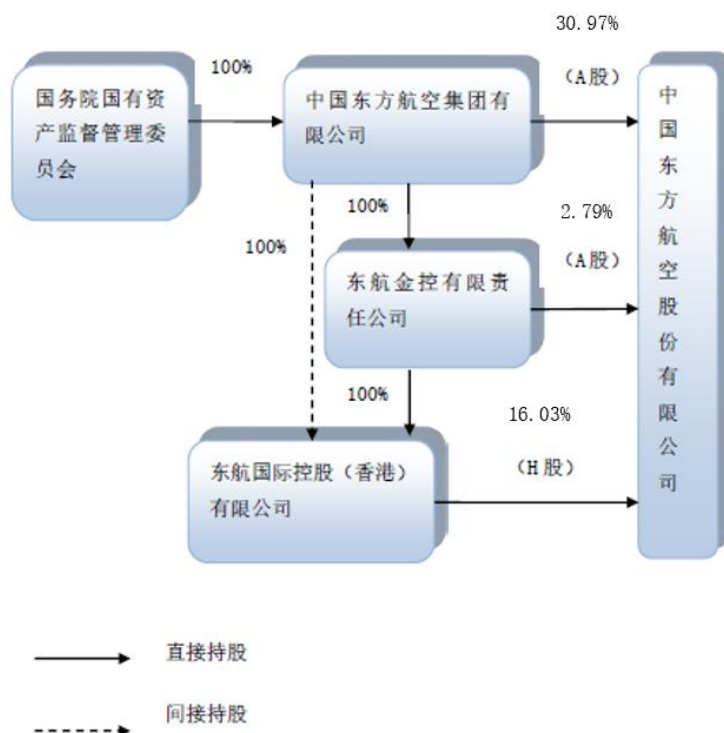 30.97%
100%
（A股）
国务院国有资
产监督管理委
员会
中国东方航空集团有
限公司
中
国
东
方
航
空
股
份
有
限
公
司
100%
2.79%
100%
（A股）
东航金控有限责
任公司
100%
16.03%
（H股）
东航国际控股（香港）
有限公司
直接持股
间接持股